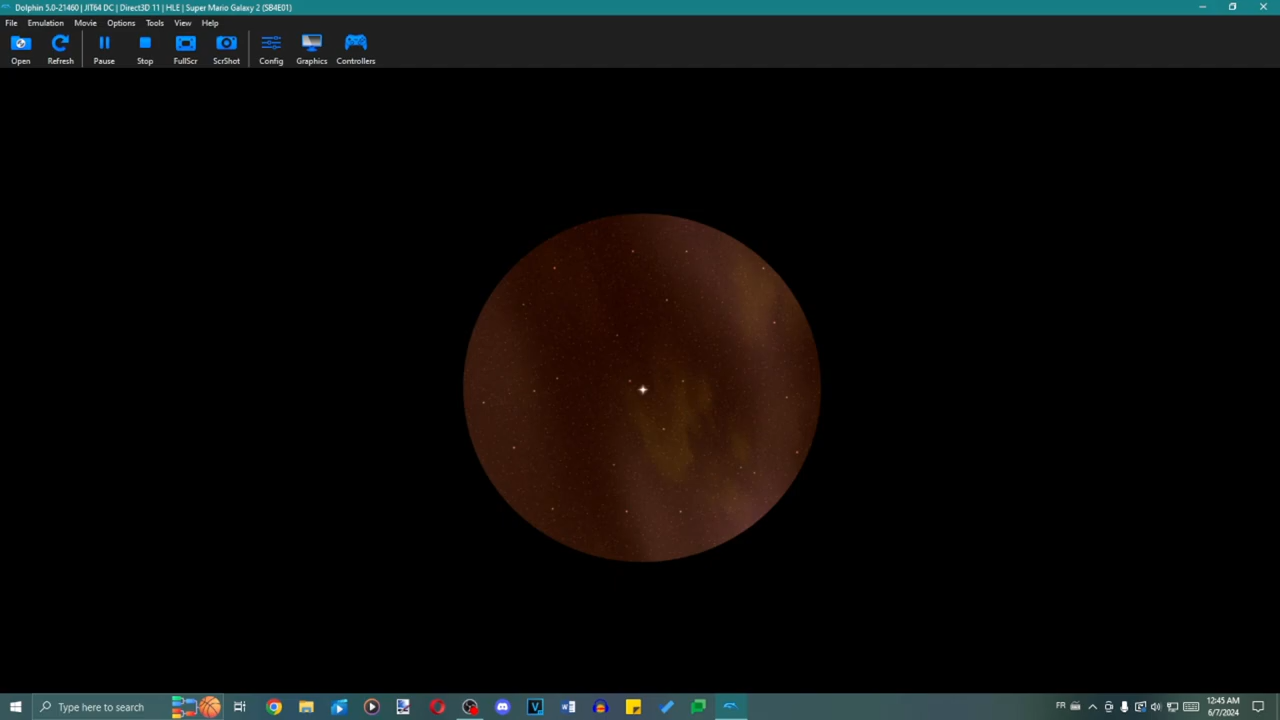 Dolphin 5.0-21460 | JIT64 DC | Direct3D 11 | HLE | Super Mario Galaxy 2 (SB4E01)
File Emulation Movie Options Tools View Help
Open Refresh Pause Stop FullScr ScrShot Config Graphics Controllers
Type here to search
FR
12:45 AM
6/7/2024